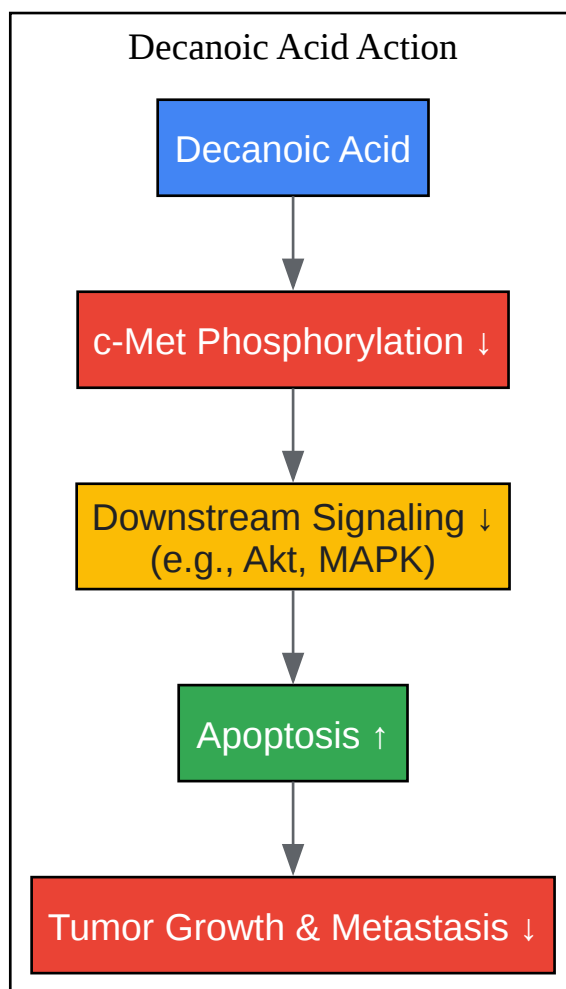 Decanoic Acid Action
Decanoic Acid
c-Met Phosphorylation ↓
Downstream Signaling ↓
(e.g., Akt, MAPK)
Apoptosis ↑
Tumor Growth & Metastasis ↓